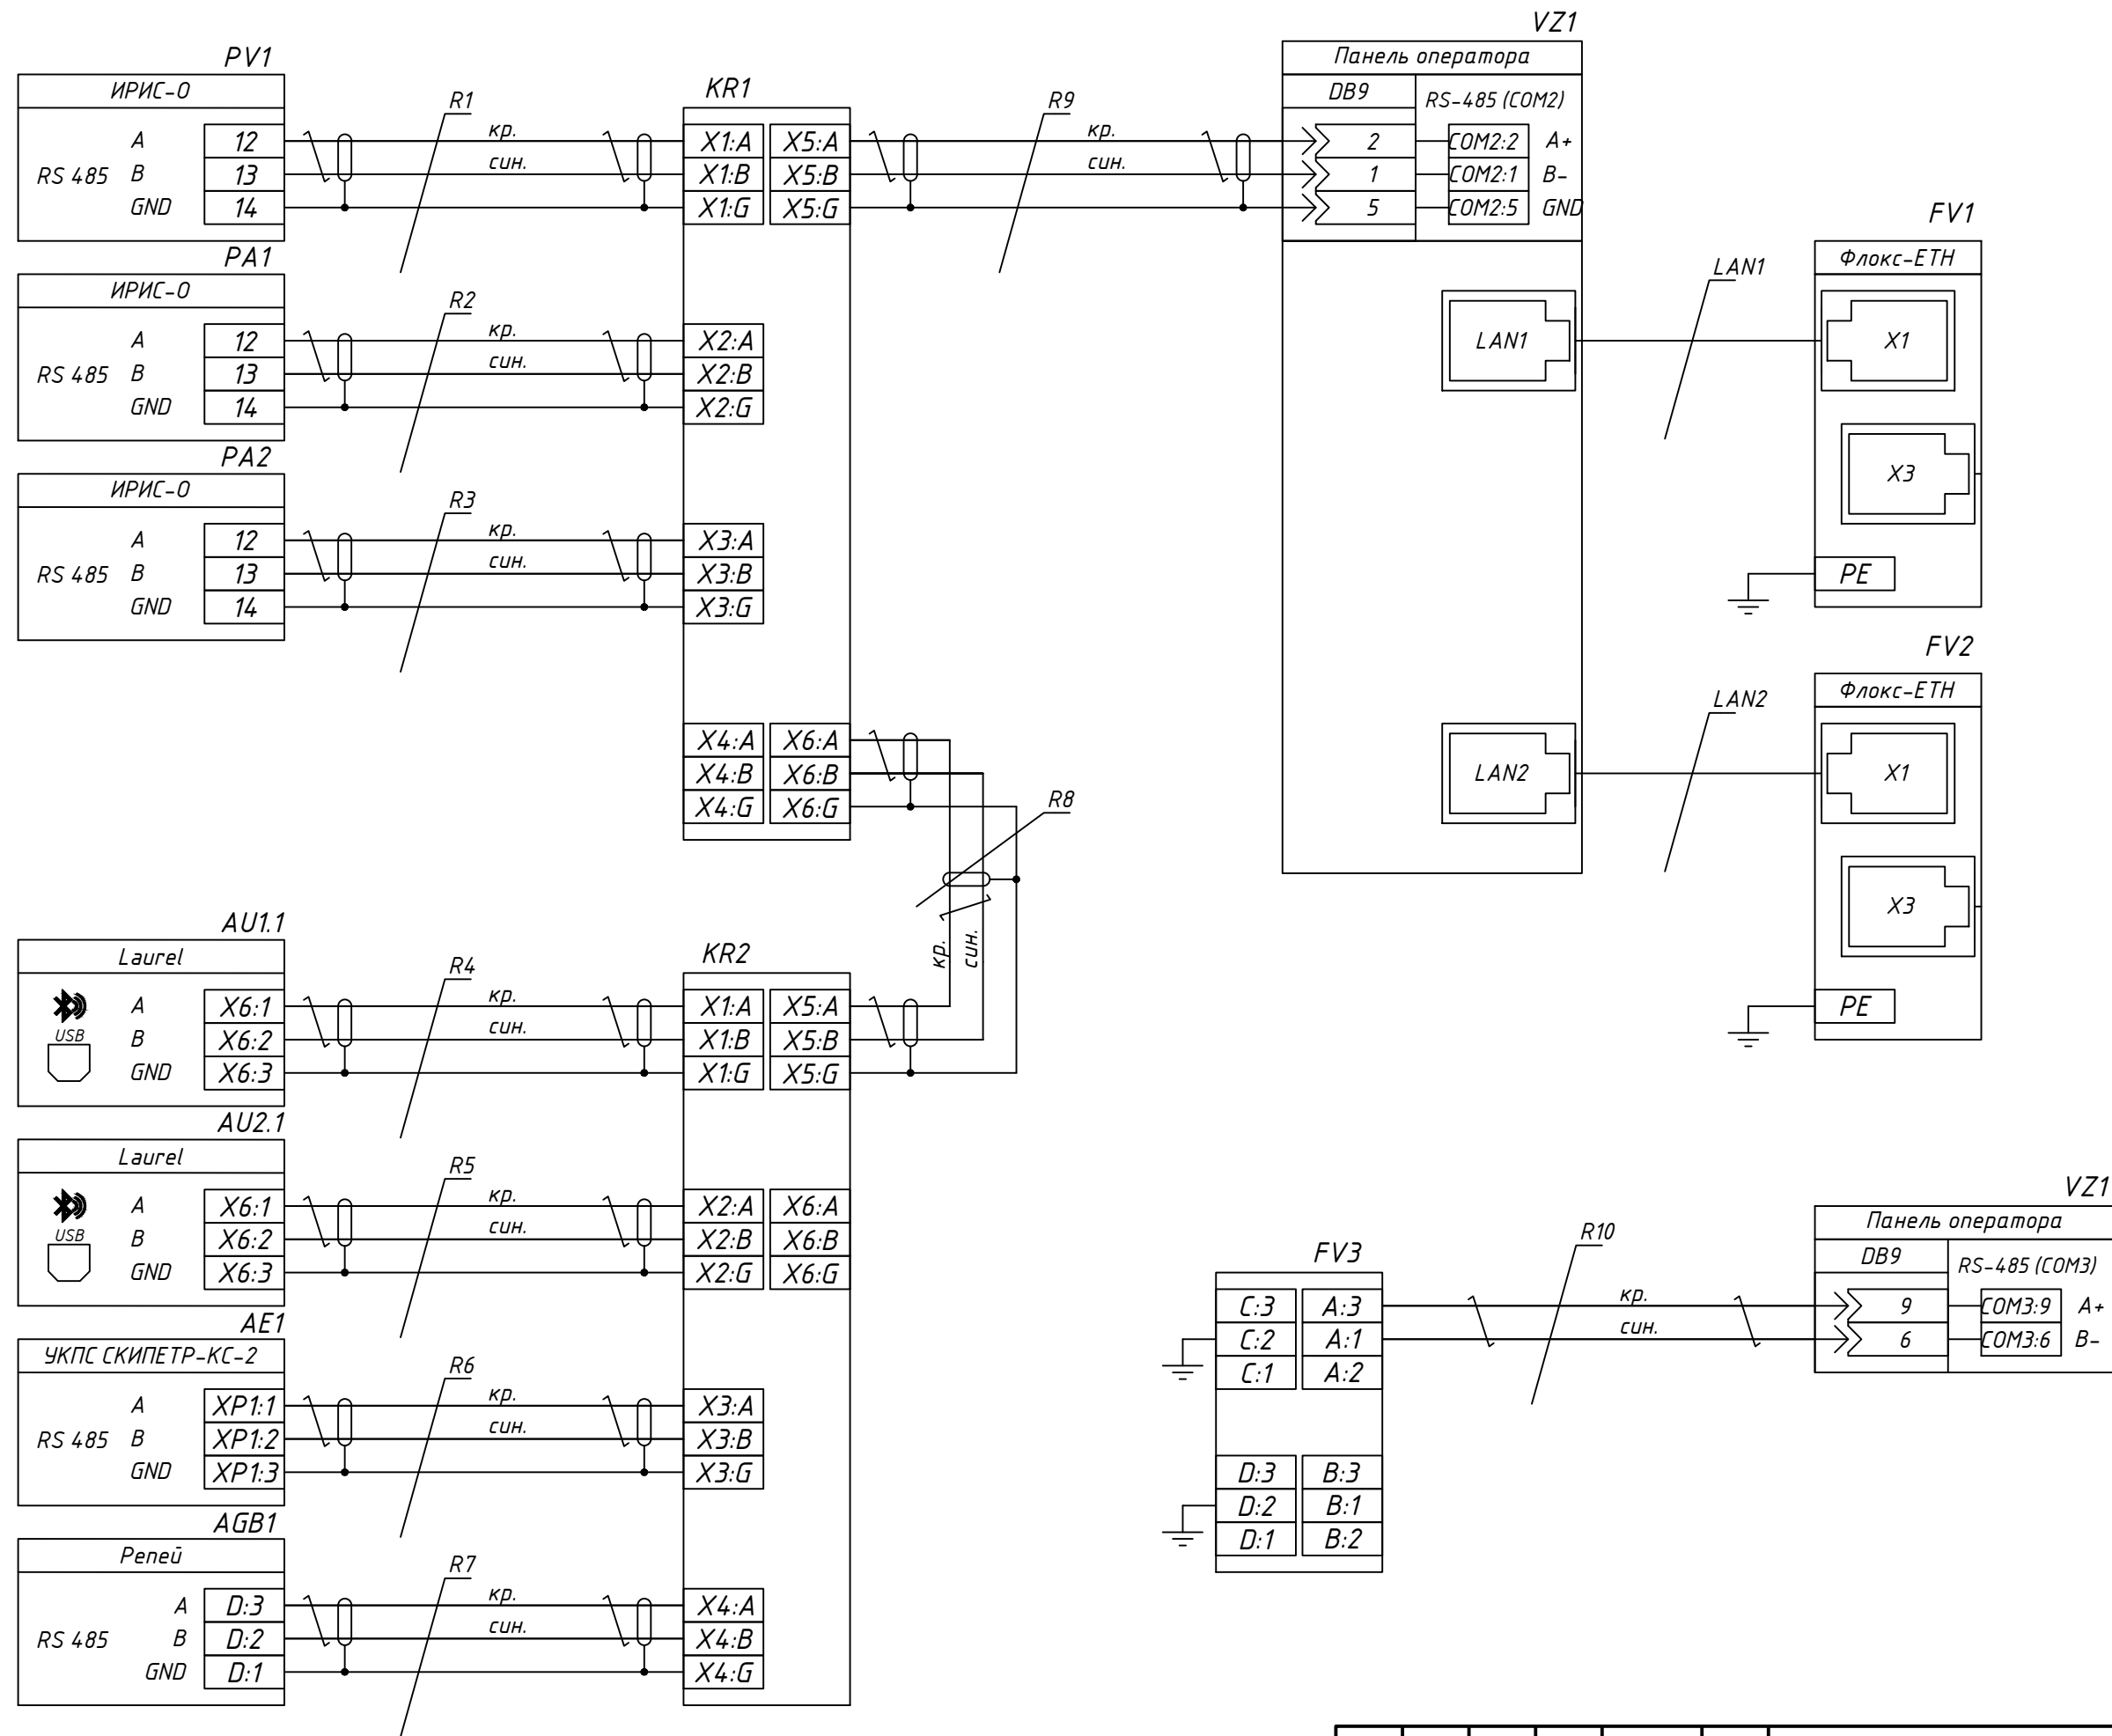 PV1
ИРИС-О
RS 485
A 12
B 13
GND 14
R1
кр.
син.
KR1
X1:A X5:A
X1:B X5:B
X1:G X5:G
R9
кр.
син.
VZ1
Панель оператора
DB9
RS-485 (COM2)
2 COM2:2 A+
1 COM2:1 B-
5 COM2:5 GND
PA1
ИРИС-О
RS 485
A 12
B 13
GND 14
R2
кр.
син.
X2:A
X2:B
X2:G
LAN1
LAN1
FV1
Флокс-ETH
X1
X3
PE
PA2
ИРИС-О
RS 485
A 12
B 13
GND 14
R3
кр.
син.
X3:A
X3:B
X3:G
X4:A X6:A
X4:B X6:B
X4:G X6:G
R8
кр.
син.
LAN2
LAN2
FV2
Флокс-ETH
X1
X3
PE
AU1.1
Laurel
USB
A X6:1
B X6:2
GND X6:3
R4
кр.
син.
KR2
X1:A X5:A
X1:B X5:B
X1:G X5:G
AU2.1
Laurel
USB
A X6:1
B X6:2
GND X6:3
R5
кр.
син.
X2:A X6:A
X2:B X6:B
X2:G X6:G
AE1
УКПС СКИПЕТР-КС-2
RS 485
A XP1:1
B XP1:2
GND XP1:3
R6
кр.
син.
X3:A
X3:B
X3:G
AGB1
Репей
RS 485
A D:3
B D:2
GND D:1
R7
кр.
син.
X4:A
X4:B
X4:G
FV3
C:3 A:3
C:2 A:1
C:1 A:2
D:3 B:3
D:2 B:1
D:1 B:2
R10
кр.
син.
VZ1
Панель оператора
DB9
RS-485 (COM3)
9 COM3:9 A+
6 COM3:6 B-